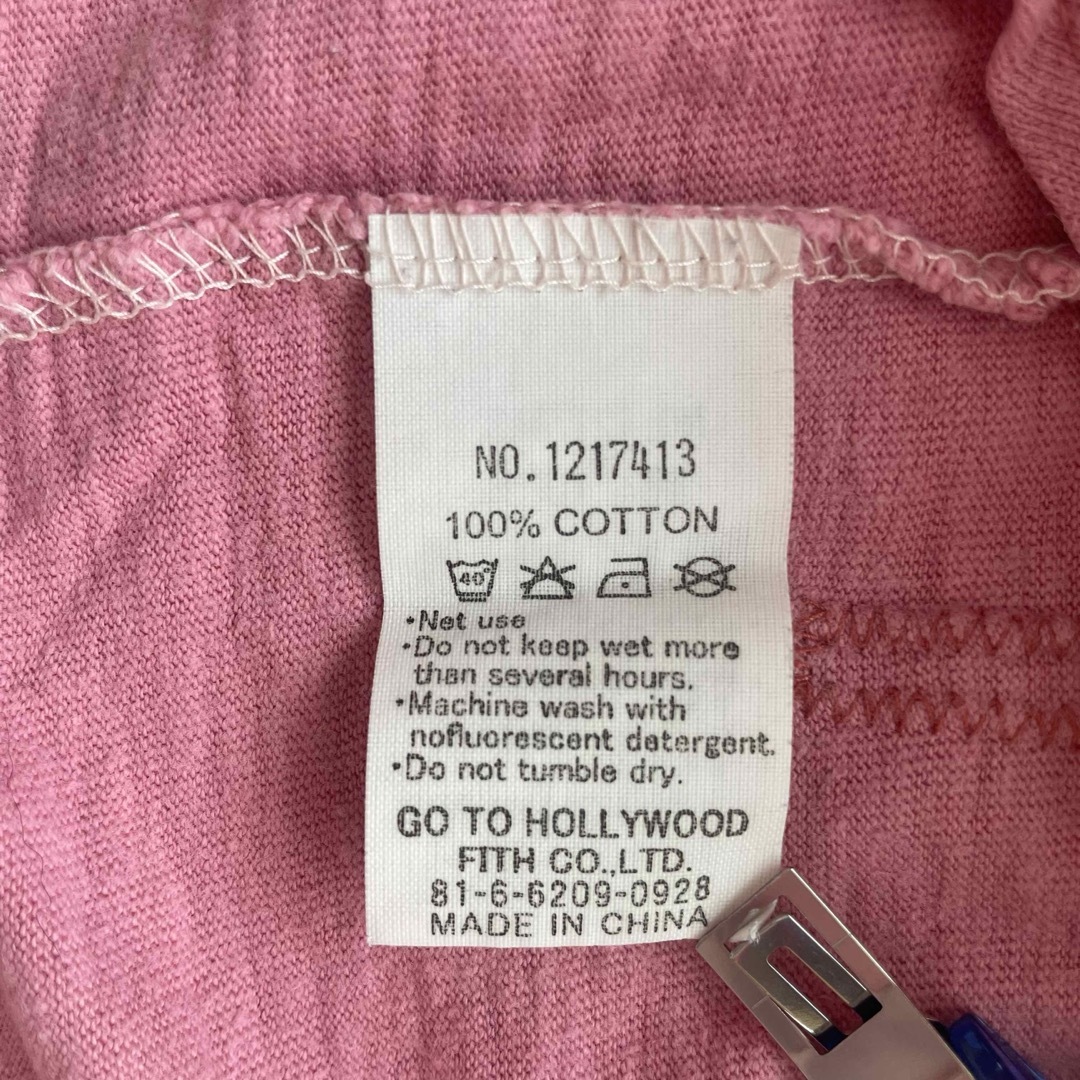 NO.1217413
100% COTTON
40°
•Net use
•Do not keep wet more
than several hours.
•Machine wash with
nofluorescent detergent.
•Do not tumble dry.
GO TO HOLLYWOOD
FITH CO.,LTD.
81-6-6209-0928
MADE IN CHINA